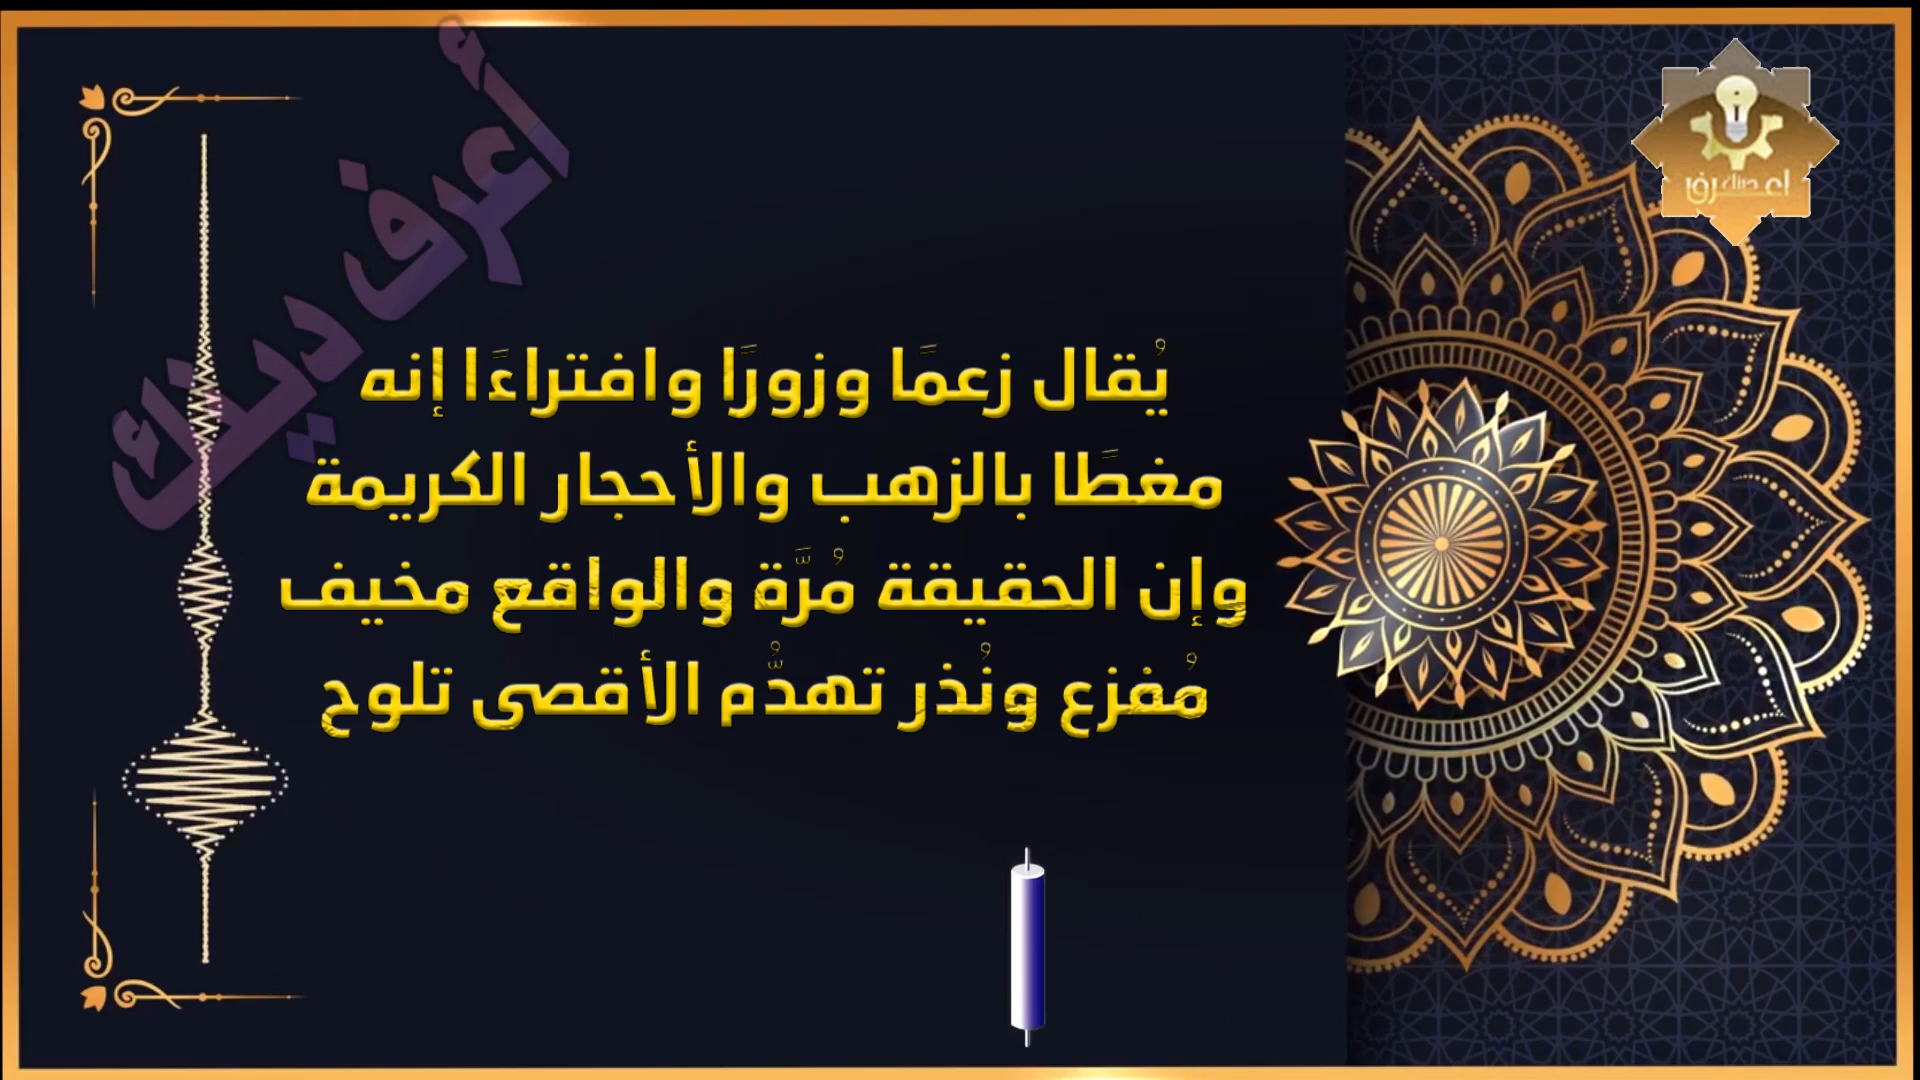 أعرف دينك
يُقال زعمًا وزورًا وافتراءًا إنه
مغطًا بالزهب والأحجار الكريمة
وإن الحقيقة مُرَّة والواقع مخيف
مُفزع ونُذر تهدُّم الأقصى تلوح